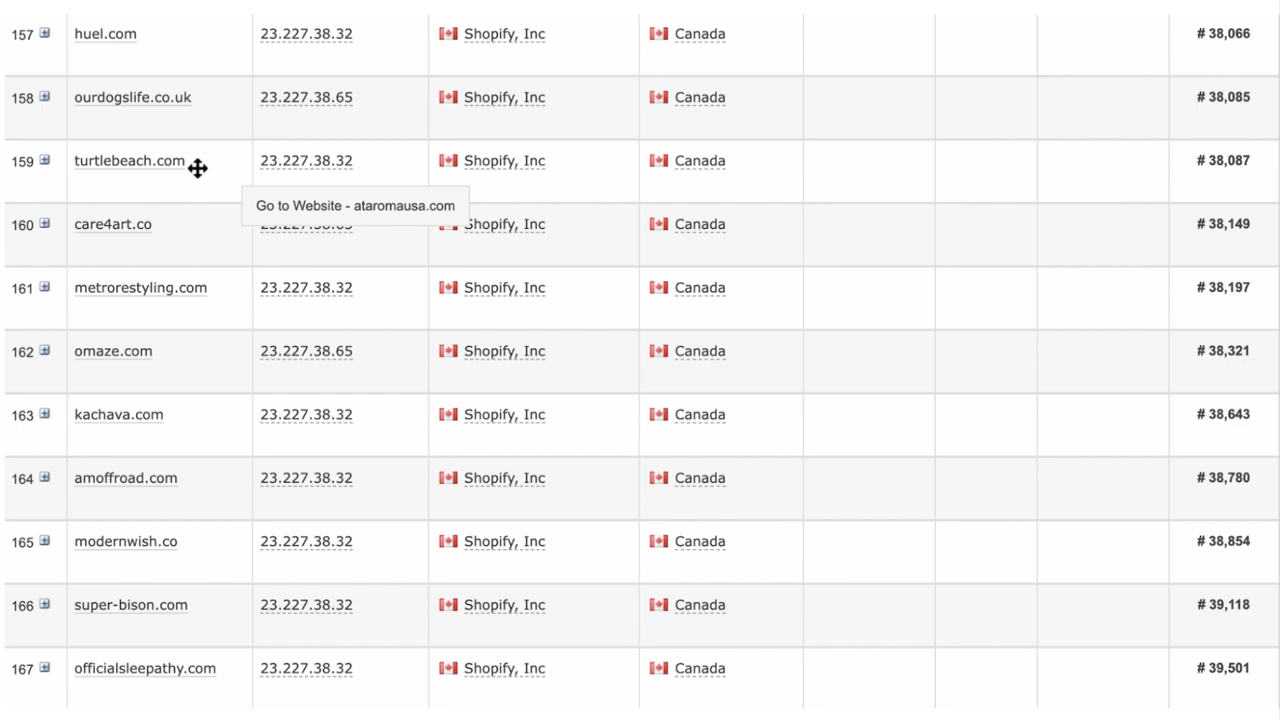 157 huel.com 23.227.38.32 Shopify, Inc Canada # 38,066
158 ourdogslife.co.uk 23.227.38.65 Shopify, Inc Canada # 38,085
159 turtlebeach.com 23.227.38.32 Shopify, Inc Canada # 38,087
Go to Website - ataromausa.com
160 care4art.co Shopify, Inc Canada # 38,149
161 metrorestyling.com 23.227.38.32 Shopify, Inc Canada # 38,197
162 omaze.com 23.227.38.65 Shopify, Inc Canada # 38,321
163 kachava.com 23.227.38.32 Shopify, Inc Canada # 38,643
164 amoffroad.com 23.227.38.32 Shopify, Inc Canada # 38,780
165 modernwish.co 23.227.38.32 Shopify, Inc Canada # 38,854
166 super-bison.com 23.227.38.32 Shopify, Inc Canada # 39,118
167 officialsleepathy.com 23.227.38.32 Shopify, Inc Canada # 39,501